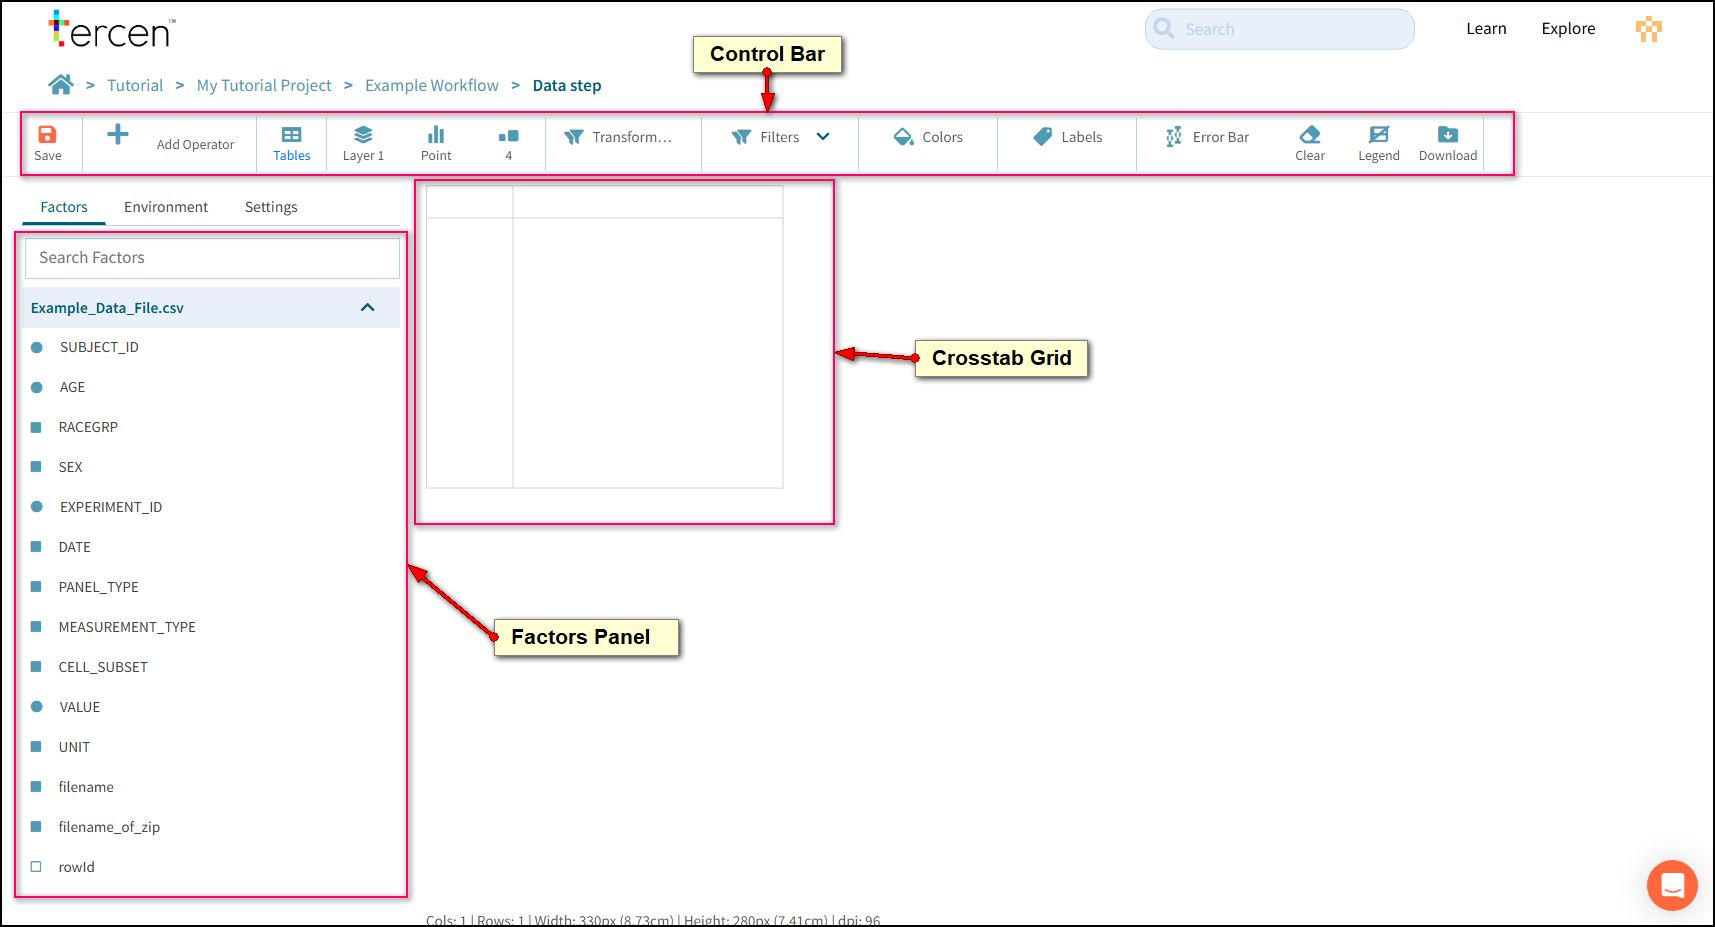 tercen™
Search
Learn
Explore
Control Bar
> Tutorial > My Tutorial Project > Example Workflow > Data step
Save
Add Operator
Tables
Layer 1
Point
4
Transform...
Filters
Colors
Labels
Error Bar
Clear
Legend
Download
Factors
Environment
Settings
Search Factors
Example_Data_File.csv
SUBJECT_ID
AGE
RACEGRP
SEX
EXPERIMENT_ID
DATE
PANEL_TYPE
MEASUREMENT_TYPE
CELL_SUBSET
VALUE
UNIT
filename
filename_of_zip
rowId
Crosstab Grid
Factors Panel
Cols: 1 | Rows: 1 | Width: 330px (8.73cm) | Height: 280px (7.41cm) | dpi: 96